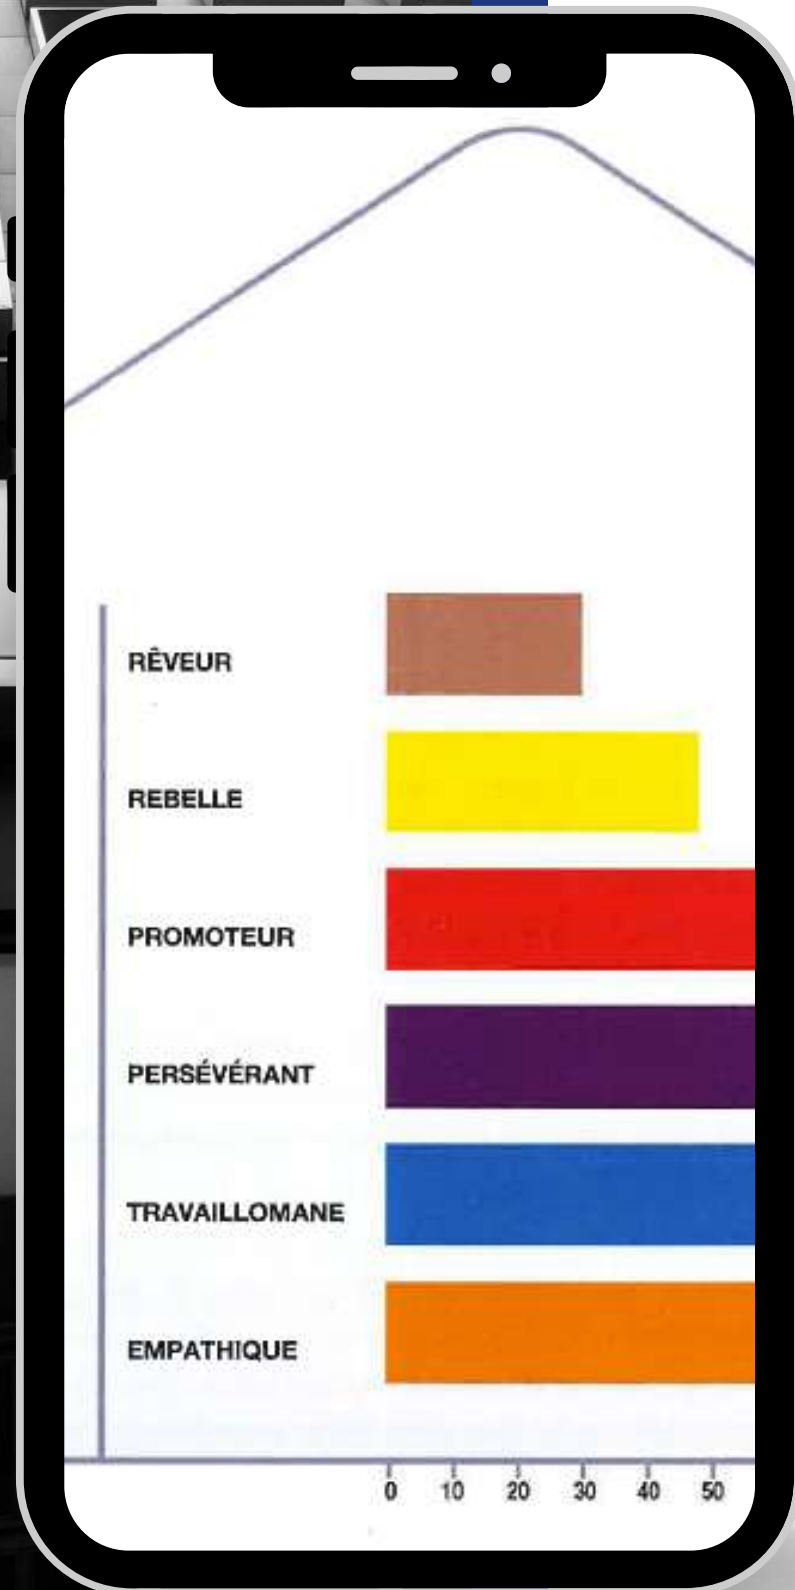 RÊVEUR
REBELLE
PROMOTEUR
PERSÉVÉRANT
TRAVAILLOMANE
EMPATHIQUE
0 10 20 30 40 50